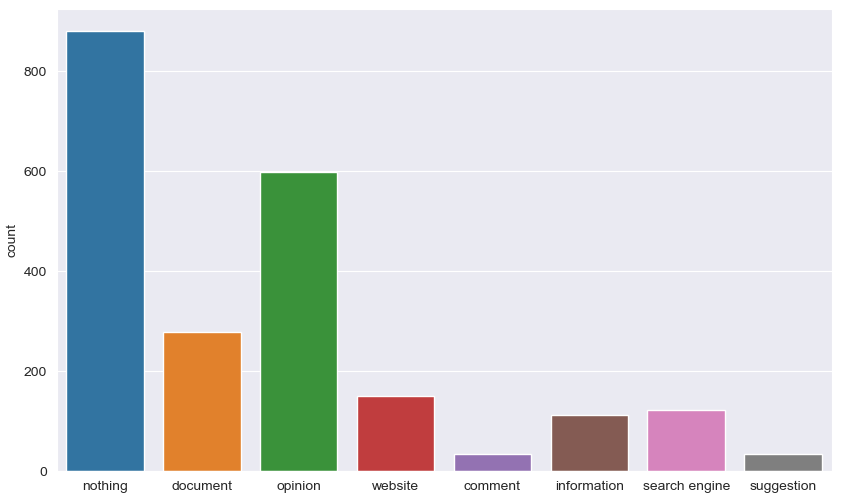 800
600
400
200
0
count
nothing document opinion website comment information search engine suggestion